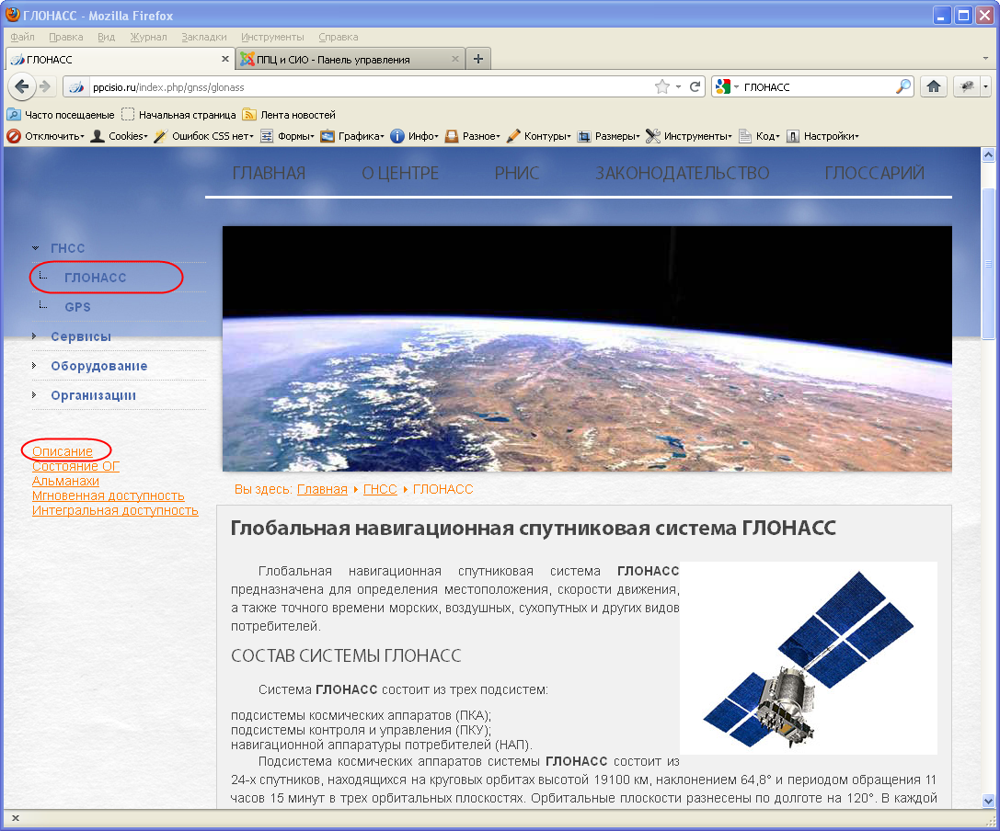 ГЛОНАСС - Mozilla Firefox
Файл Правка Вид Журнал Закладки Инструменты Справка
ГЛОНАСС ППЦ и СИО - Панель управления
ppcisio.ru/index.php/gnss/glonass ГЛОНАСС
Часто посещаемые Начальная страница Лента новостей
Отключить Cookies Ошибок CSS нет Формы Графика Инфо Разное Контуры Размеры Инструменты Код Настройки
ГЛАВНАЯ О ЦЕНТРЕ РНИС ЗАКОНОДАТЕЛЬСТВО ГЛОССАРИЙ
ГНСС
ГЛОНАСС
GPS
Сервисы
Оборудование
Организации
Описание
Состояние ОГ
Альманахи
Мгновенная доступность
Интегральная доступность
Вы здесь: Главная ГНСС ГЛОНАСС
Глобальная навигационная спутниковая система ГЛОНАСС
Глобальная навигационная спутниковая система ГЛОНАСС
предназначена для определения местоположения, скорости движения,
а также точного времени морских, воздушных, сухопутных и других видов
потребителей.
СОСТАВ СИСТЕМЫ ГЛОНАСС
Система ГЛОНАСС состоит из трех подсистем:
подсистемы космических аппаратов (ПКА);
подсистемы контроля и управления (ПКУ);
навигационной аппаратуры потребителей (НАП).
Подсистема космических аппаратов системы ГЛОНАСС состоит из
24-х спутников, находящихся на круговых орбитах высотой 19100 км, наклонением 64,8° и периодом обращения 11
часов 15 минут в трех орбитальных плоскостях. Орбитальные плоскости разнесены по долготе на 120°. В каждой